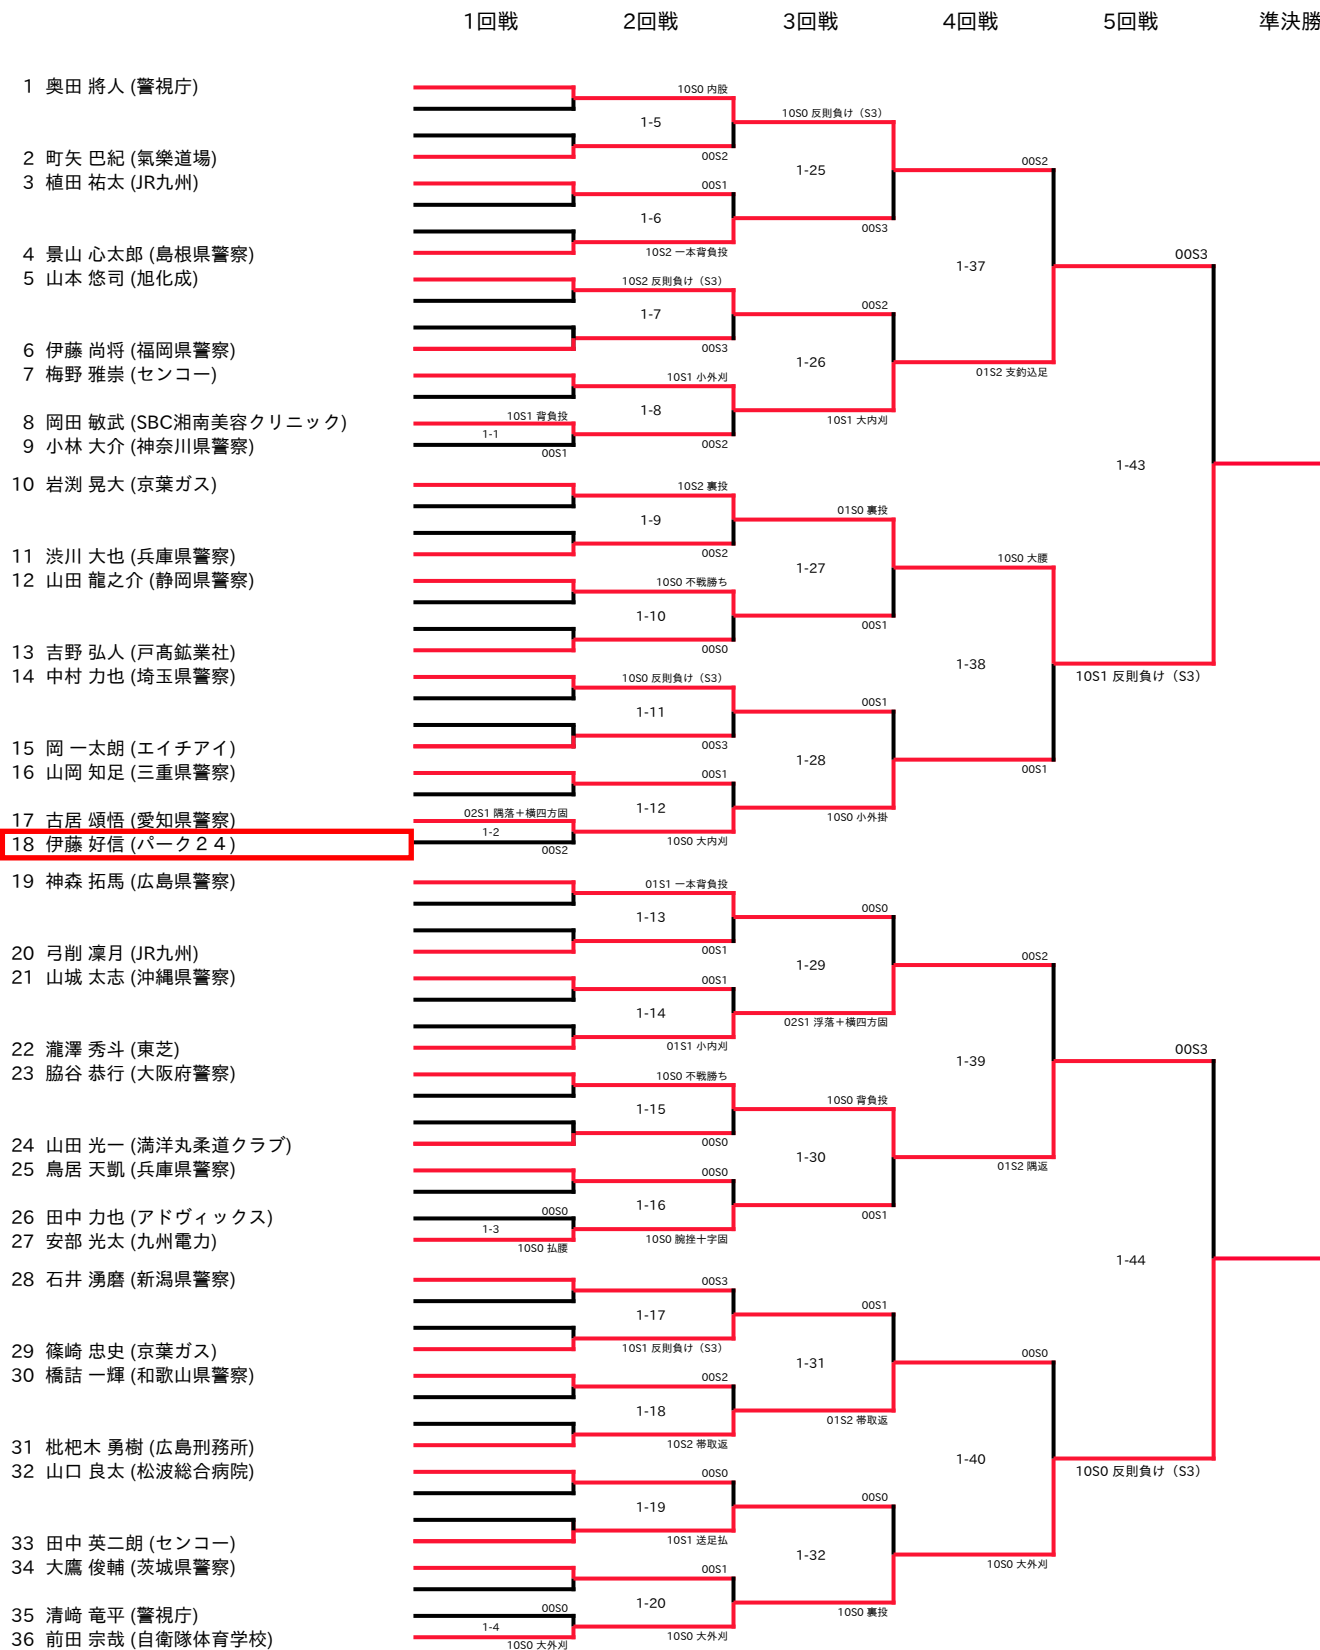 1回戦 2回戦 3回戦 4回戦 5回戦 準決勝
1 奥田 將人 (警視庁)
10S0 内股
1-5
10S0 反則負け（S3）
2 町矢 巴紀 (氣樂道場)
00S2
00S2
3 植田 祐太 (JR九州)
00S1
1-25
1-6
00S3
4 景山 心太郎 (島根県警察)
10S2 一本背負投
00S3
5 山本 悠司 (旭化成)
10S2 反則負け（S3）
1-37
1-7
00S2
6 伊藤 尚将 (福岡県警察)
00S3
1-26
7 梅野 雅崇 (センコー)
10S1 小外刈
01S2 支釣込足
8 岡田 敏武 (SBC湘南美容クリニック)
10S1 背負投
1-8
10S1 大内刈
1-1
9 小林 大介 (神奈川県警察)
00S1
00S2
1-43
10 岩渕 晃大 (京葉ガス)
10S2 裏投
1-9
01S0 裏投
11 渋川 大也 (兵庫県警察)
00S2
10S0 大腰
12 山田 龍之介 (静岡県警察)
10S0 不戦勝ち
1-27
1-10
00S1
13 吉野 弘人 (戸髙鉱業社)
00S0
1-38
14 中村 力也 (埼玉県警察)
10S0 反則負け（S3）
10S1 反則負け（S3）
1-11
00S1
15 岡 一太朗 (エイチアイ)
00S3
1-28
16 山岡 知足 (三重県警察)
00S1
00S1
17 古居 頌悟 (愛知県警察)
02S1 隅落＋横四方固
1-12
10S0 小外掛
1-2
18 伊藤 好信 (パーク２４)
00S2
10S0 大内刈
19 神森 拓馬 (広島県警察)
01S1 一本背負投
1-13
00S0
20 弓削 凜月 (JR九州)
00S1
00S2
21 山城 太志 (沖縄県警察)
00S1
1-29
1-14
02S1 浮落＋横四方固
22 瀧澤 秀斗 (東芝)
01S1 小内刈
00S3
23 脇谷 恭行 (大阪府警察)
10S0 不戦勝ち
1-39
1-15
10S0 背負投
24 山田 光一 (満洋丸柔道クラブ)
00S0
1-30
25 鳥居 天凱 (兵庫県警察)
00S0
01S2 隅返
26 田中 力也 (アドヴィックス)
00S0
1-16
00S1
1-3
27 安部 光太 (九州電力)
10S0 払腰
10S0 腕挫十字固
1-44
28 石井 湧磨 (新潟県警察)
00S3
1-17
00S1
29 篠崎 忠史 (京葉ガス)
10S1 反則負け（S3）
00S0
30 橋詰 一輝 (和歌山県警察)
00S2
1-31
1-18
01S2 帯取返
31 枇杷木 勇樹 (広島刑務所)
10S2 帯取返
1-40
32 山口 良太 (松波総合病院)
00S0
10S0 反則負け（S3）
1-19
00S0
33 田中 英二朗 (センコー)
10S1 送足払
1-32
34 大鷹 俊輔 (茨城県警察)
00S1
10S0 大外刈
35 清﨑 竜平 (警視庁)
00S0
1-20
10S0 裏投
1-4
36 前田 宗哉 (自衛隊体育学校)
10S0 大外刈
10S0 大外刈